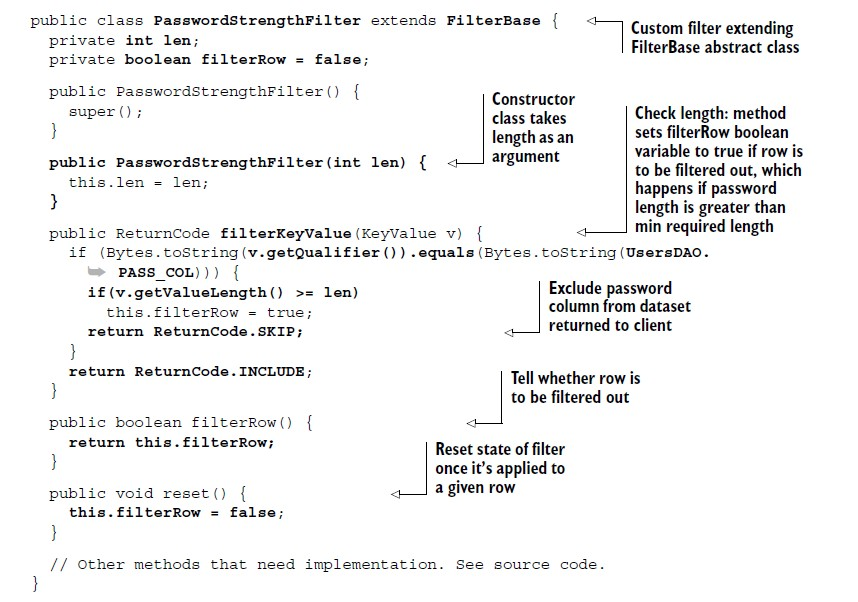 public class PasswordStrengthFilter extends FilterBase {
Custom filter extending
FilterBase abstract class
private int len;
private boolean filterRow = false;
public PasswordStrengthFilter() {
super();
}
Constructor
class takes
length as an
argument
public PasswordStrengthFilter(int len) {
this.len = len;
}
Check length: method
sets filterRow boolean
variable to true if row is
to be filtered out, which
happens if password
length is greater than
min required length
public ReturnCode filterKeyValue(KeyValue v) {
if (Bytes.toString(v.getQualifier()).equals(Bytes.toString(UsersDAO.
PASS_COL))) {
if(v.getValueLength() >= len)
this.filterRow = true;
return ReturnCode.SKIP;
}
Exclude password
column from dataset
returned to client
return ReturnCode.INCLUDE;
}
Tell whether row is
to be filtered out
public boolean filterRow() {
return this.filterRow;
}
Reset state of filter
once it's applied to
a given row
public void reset() {
this.filterRow = false;
}
// Other methods that need implementation. See source code.
}